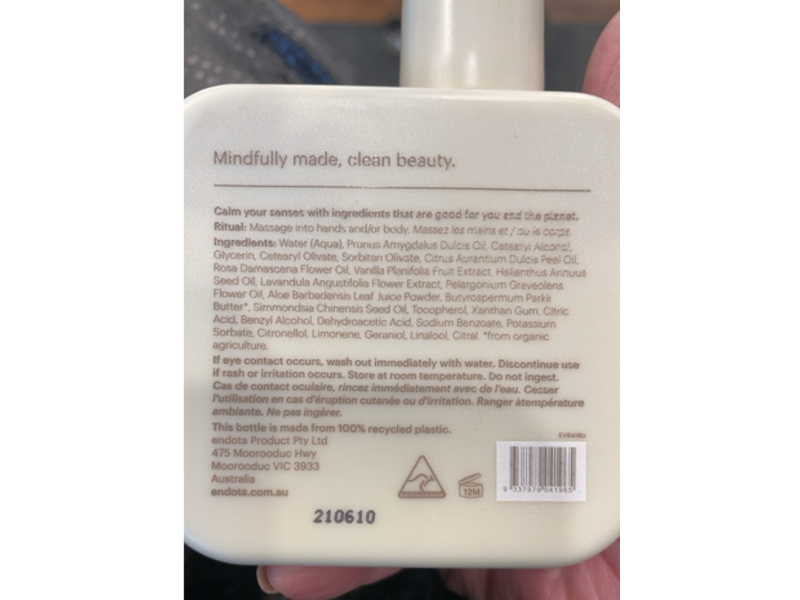 Mindfully made, clean beauty.
Calm your senses with ingredients that are good for you and the planet.
Ritual: Massage into hands and/or body. Massez les mains et / ou le corps.
Ingredients: Water (Aqua), Prunus Amygdalus Dulcis Oil, Cetearyl Alcohol,
Glycerin, Cetearyl Olivate, Sorbitan Olivate, Citrus Aurantium Dulcis Peel Oil,
Rosa Damascena Flower Oil, Vanilla Planifolia Fruit Extract, Helianthus Annuus
Seed Oil, Lavandula Angustifolia Flower Extract, Pelargonium Graveolens
Flower Oil, Aloe Barbadensis Leaf Juice Powder, Butyrospermum Parkii
Butter*, Simmondsia Chinensis Seed Oil, Tocopherol, Xanthan Gum, Citric
Acid, Benzyl Alcohol, Dehydroacetic Acid, Sodium Benzoate, Potassium
Sorbate, Citronellol, Limonene, Geraniol, Linalool, Citral. *from organic
agriculture.
If eye contact occurs, wash out immediately with water. Discontinue use
if rash or irritation occurs. Store at room temperature. Do not ingest.
Cas de contact oculaire, rincez immédiatement avec de l'eau. Cesser
l'utilisation en cas d'éruption cutanée ou d'irritation. Ranger àtempérature
ambiante. Ne pas ingérer.
This bottle is made from 100% recycled plastic.
endota Product Pty Ltd
475 Moorooduc Hwy
Moorooduc VIC 3933
Australia
endota.com.au
12M
9 337979 041965
210610